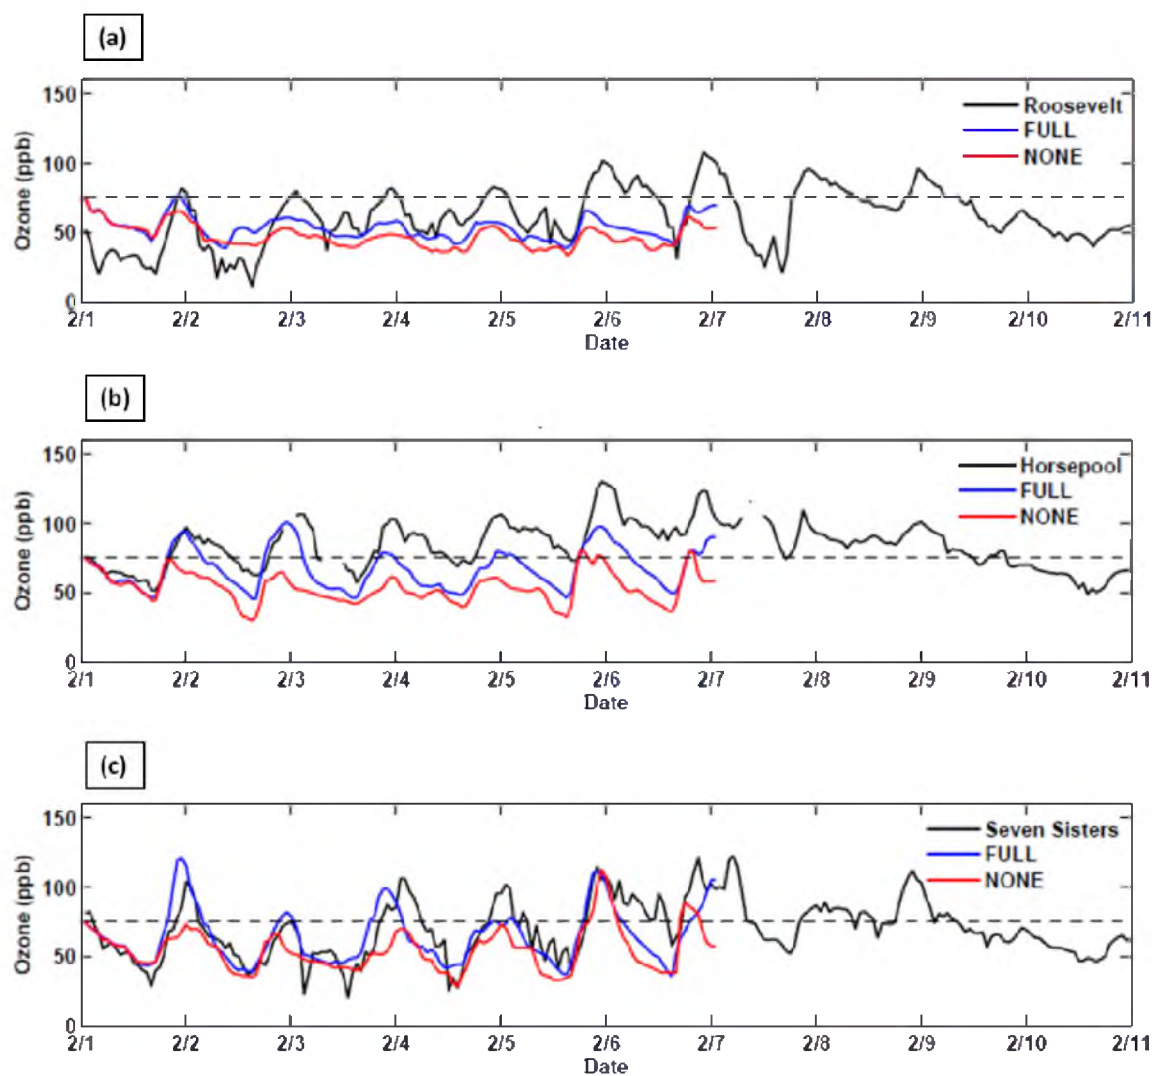 (a)
150
100
50
0
Ozone (ppb)
Roosevelt
FULL
NONE
2/1 2/2 2/3 2/4 2/5 2/6 2/7 2/8 2/9 2/10 2/11
Date
(b)
150
100
50
0
Ozone (ppb)
Horsepool
FULL
NONE
2/1 2/2 2/3 2/4 2/5 2/6 2/7 2/8 2/9 2/10 2/11
Date
(c)
150
100
50
0
Ozone (ppb)
Seven Sisters
FULL
NONE
2/1 2/2 2/3 2/4 2/5 2/6 2/7 2/8 2/9 2/10 2/11
Date